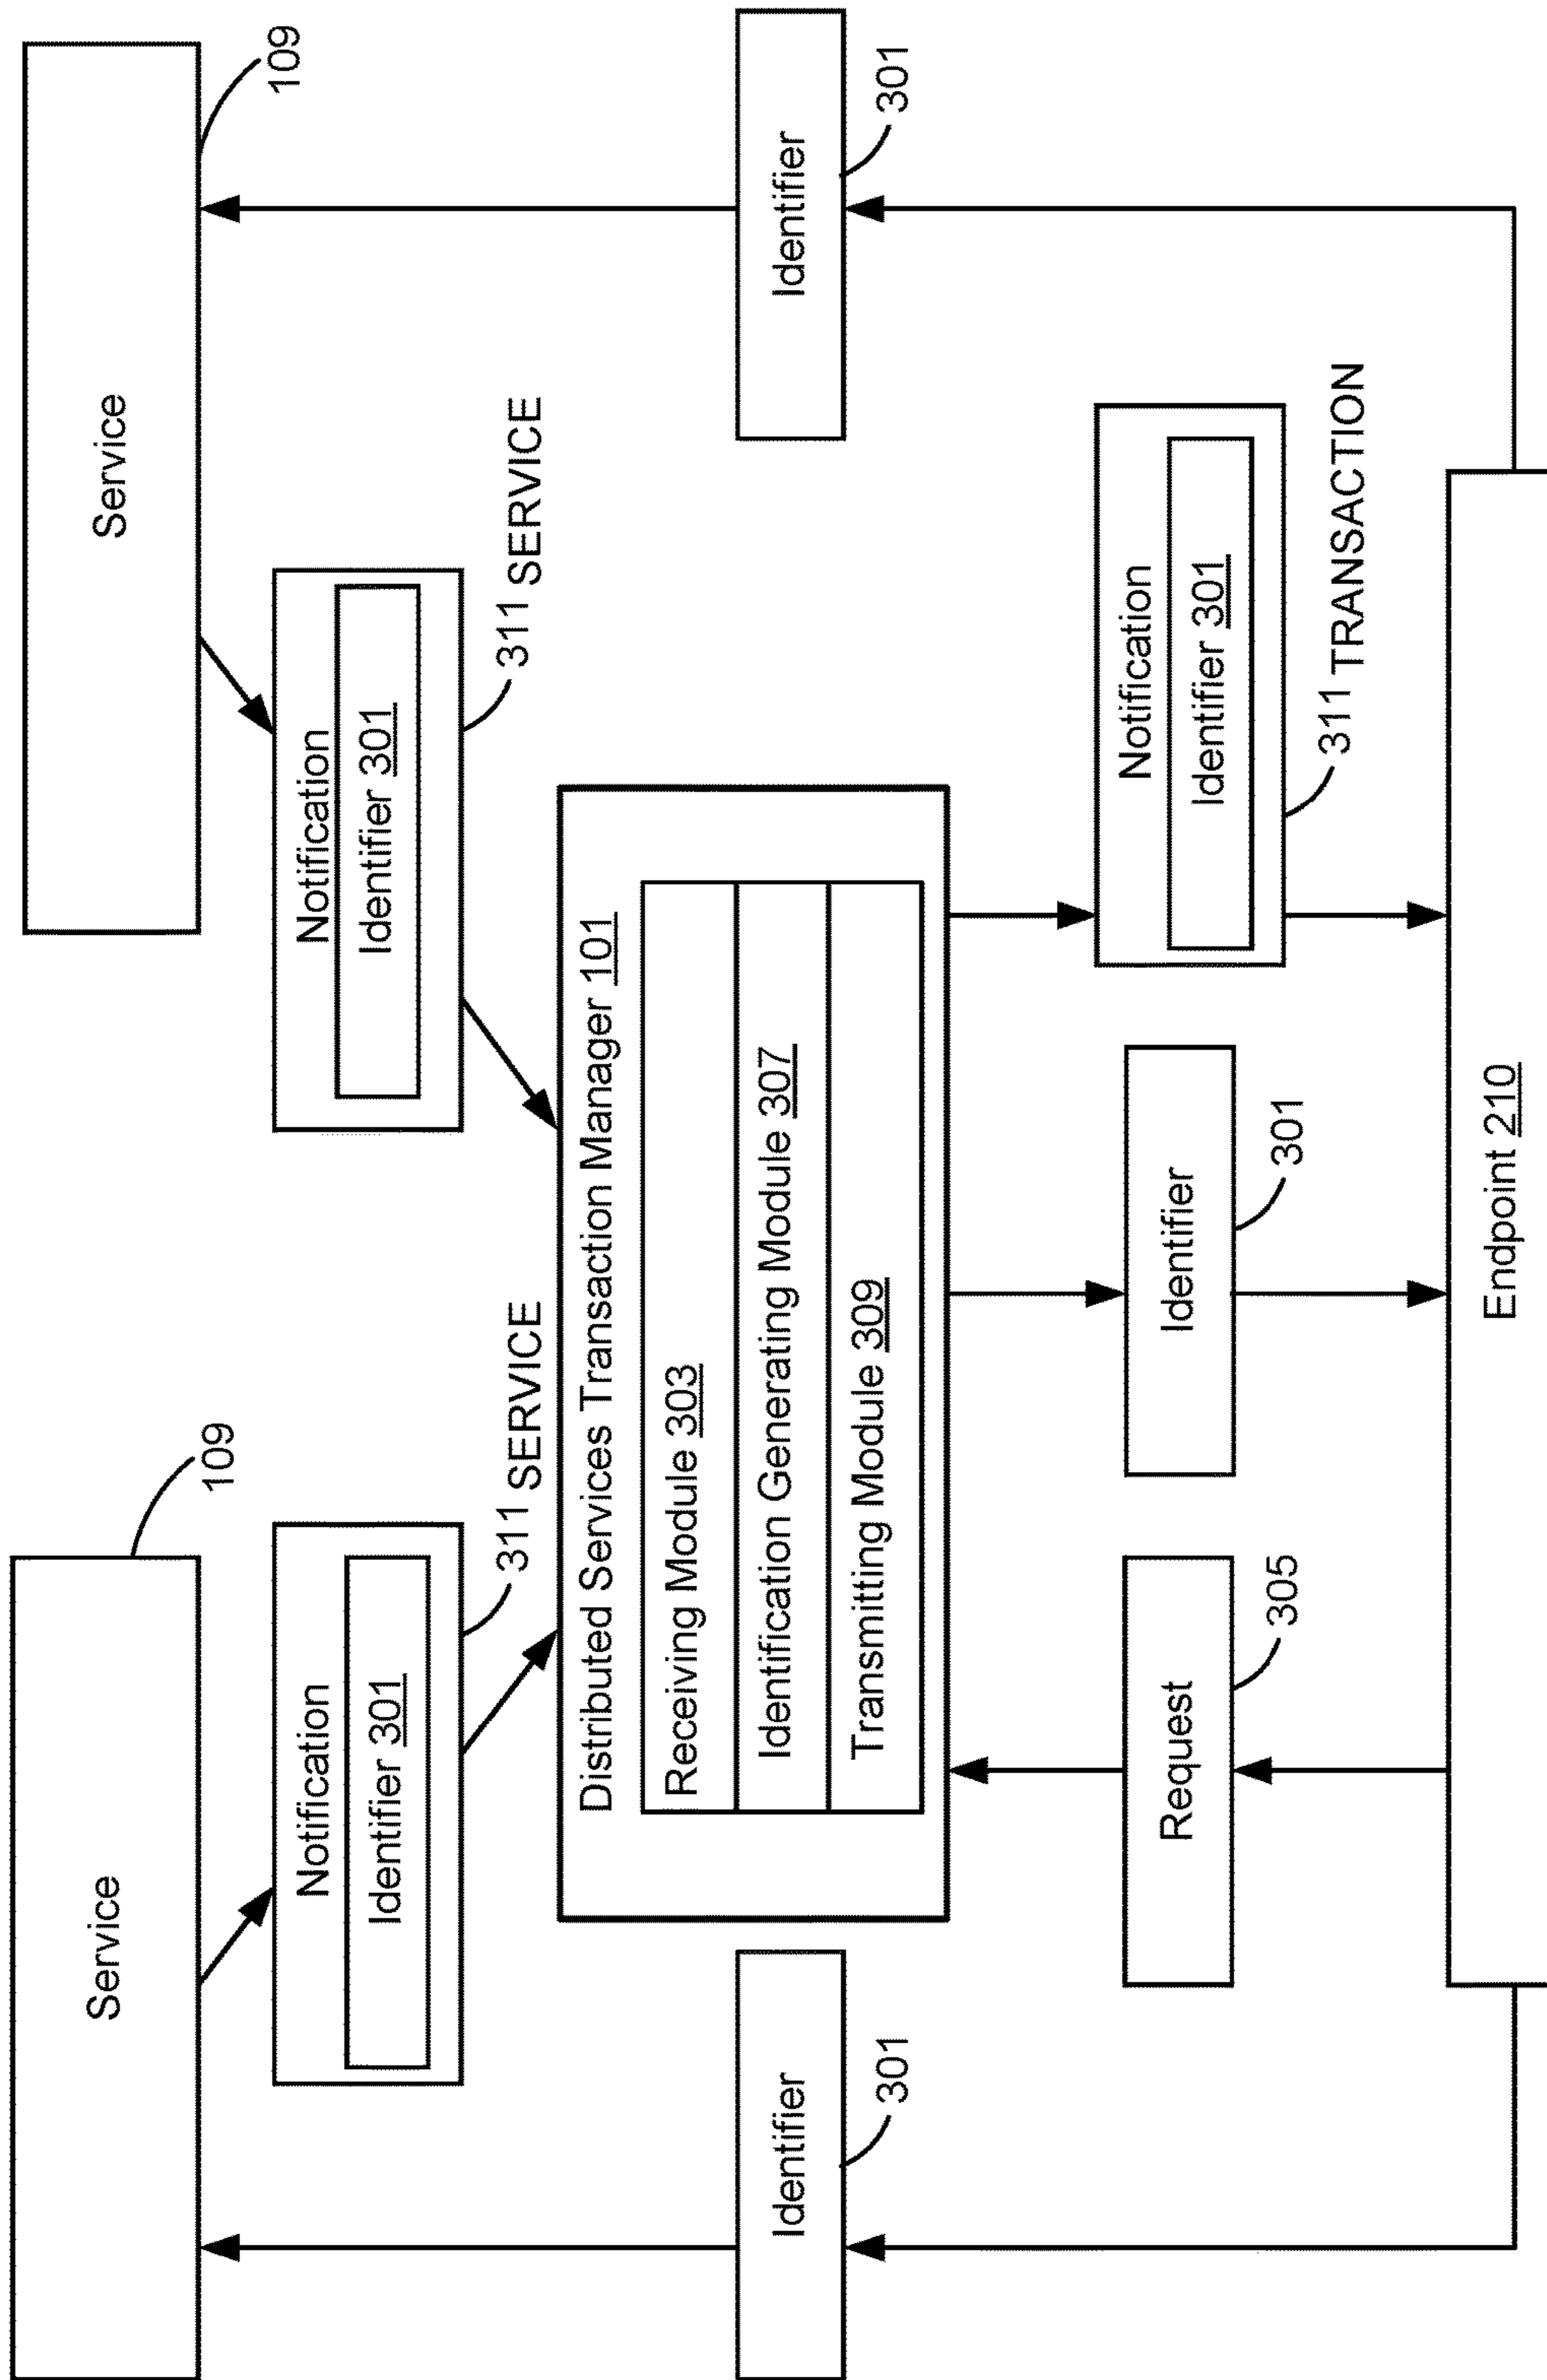 Service
109
Service
109
Notification
Identifier 301
311 SERVICE
Notification
Identifier 301
311 SERVICE
Distributed Services Transaction Manager 101
Receiving Module 303
Identification Generating Module 307
Transmitting Module 309
Identifier
301
Identifier
301
Request
305
Identifier
301
Notification
Identifier 301
311 TRANSACTION
Endpoint 210